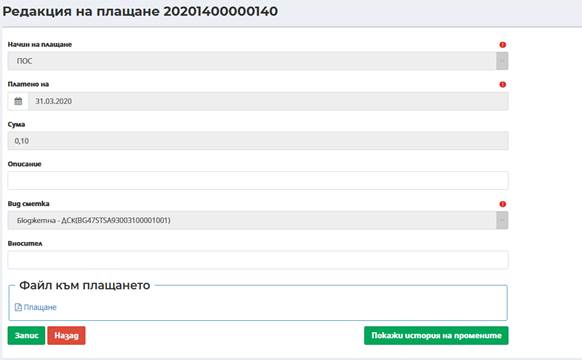 Редакция на плащане 20201400000140
Начин на плащане
ПОС
Платено на
31.03.2020
Сума
0,10
Описание
Вид сметка
Бюджетна - ДСК(BG47STSA93003100001001)
Вносител
Файл към плащането
Плащане
Запис Назад Покажи история на промените